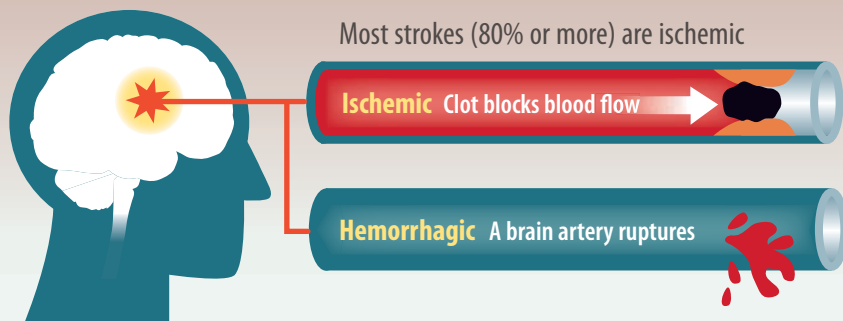 Most strokes (80% or more) are ischemic
Ischemic Clot blocks blood flow
Hemorrhagic A brain artery ruptures